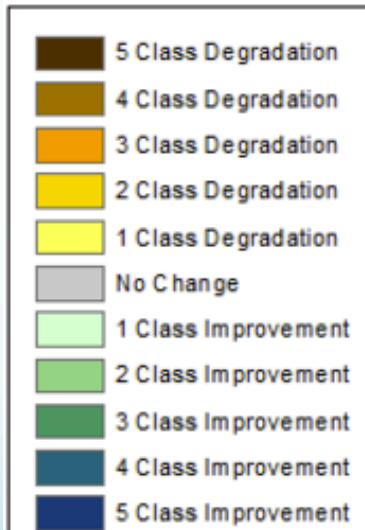 5 Class Degradation
4 Class Degradation
3 Class Degradation
2 Class Degradation
1 Class Degradation
No Change
1 Class Improvement
2 Class Improvement
3 Class Improvement
4 Class Improvement
5 Class Improvement